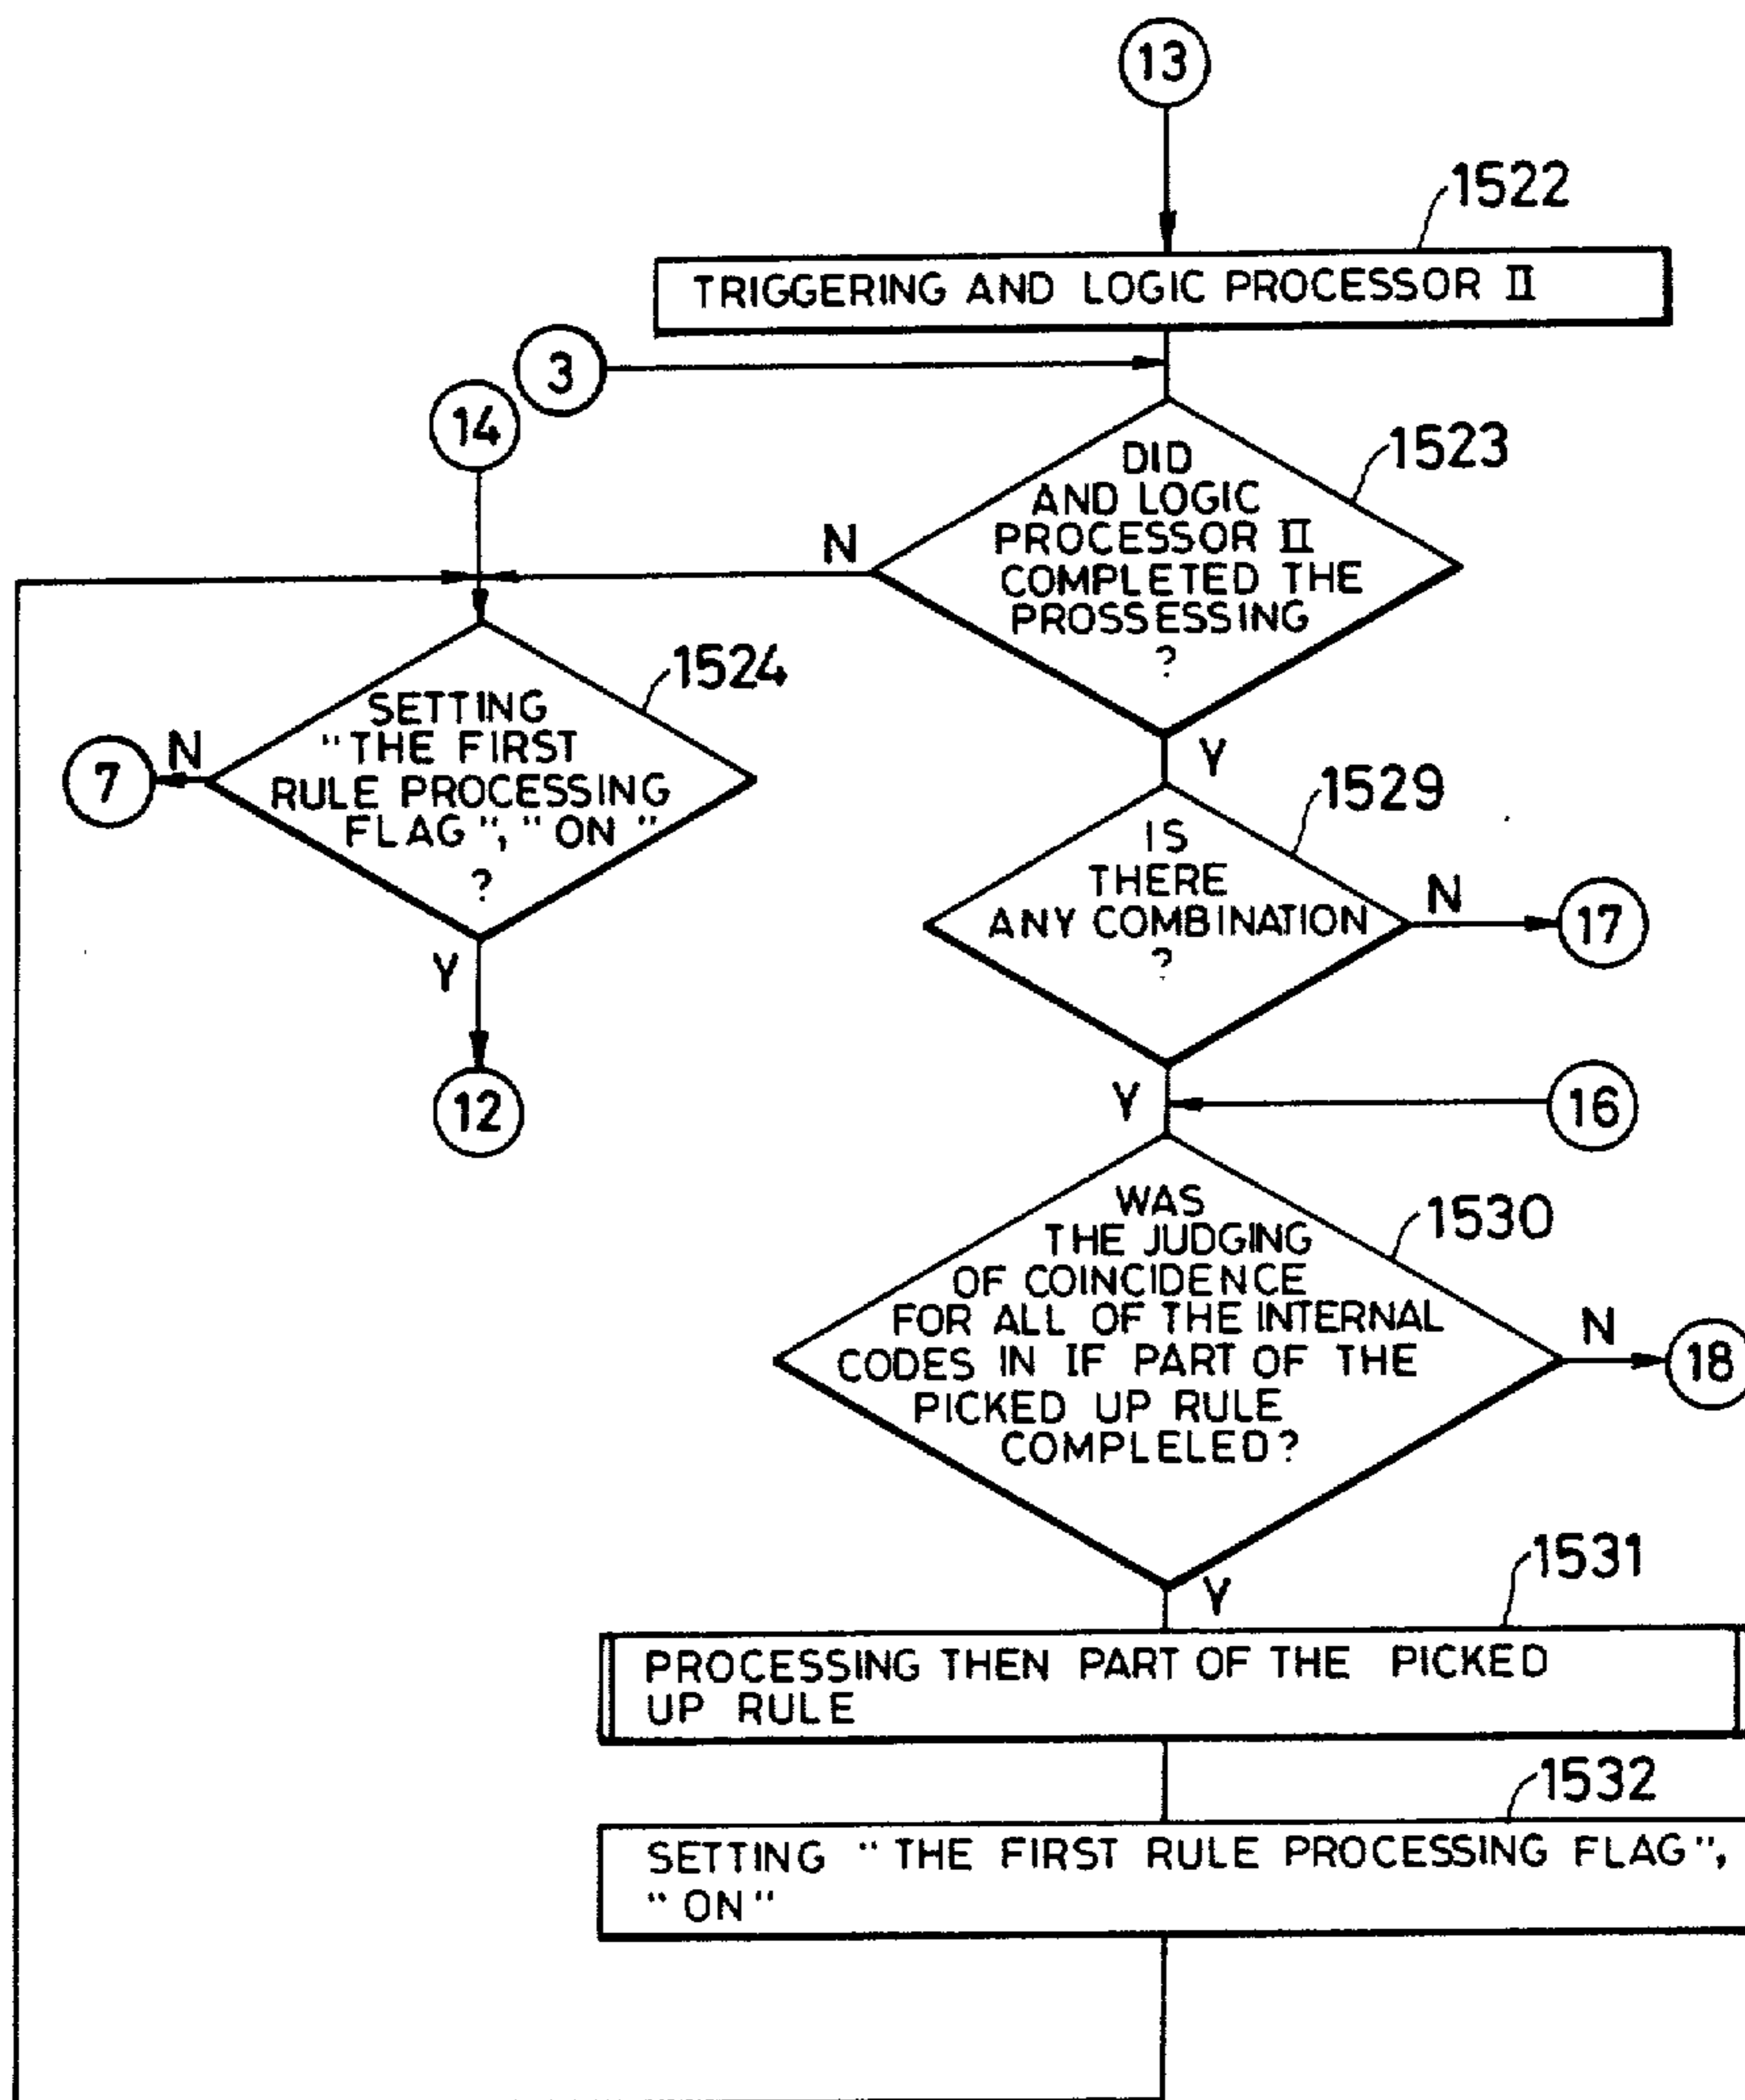 13
1522
TRIGGERING AND LOGIC PROCESSOR II
3
14
1523
DID
AND LOGIC
PROCESSOR II
COMPLETED THE
PROSSESSING
?
N
Y
1524
SETTING
"THE FIRST
RULE PROCESSING
FLAG", "ON"
?
N
7
Y
12
1529
IS
THERE
ANY COMBINATION
?
N
17
Y
16
1530
WAS
THE JUDGING
OF COINCIDENCE
FOR ALL OF THE INTERNAL
CODES IN IF PART OF THE
PICKED UP RULE
COMPLELED?
N
18
Y
1531
PROCESSING THEN PART OF THE PICKED
UP RULE
1532
SETTING "THE FIRST RULE PROCESSING FLAG",
"ON"